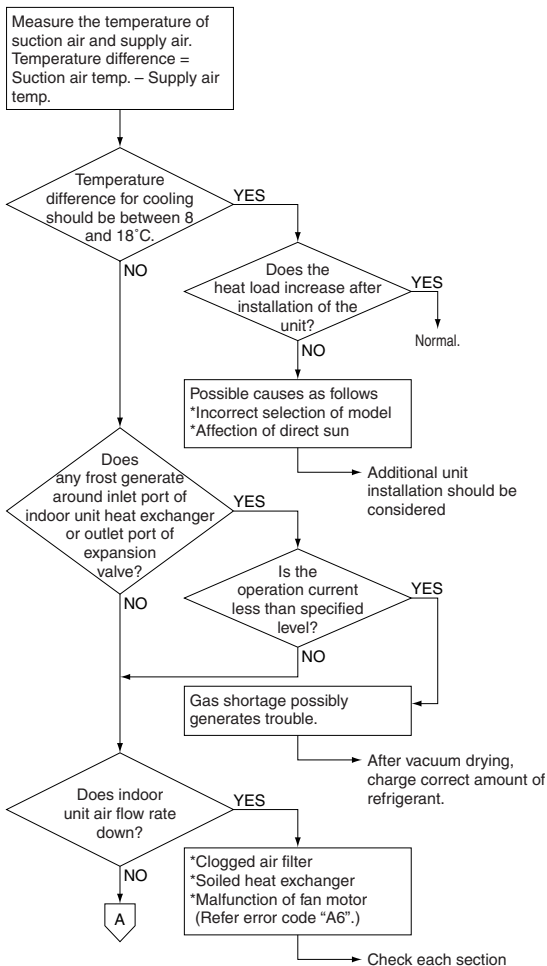 Measure the temperature of
suction air and supply air.
Temperature difference =
Suction air temp. – Supply air
temp.
Temperature
difference for cooling
should be between 8
and 18˚C.
YES
NO
Does the
heat load increase after
installation of the
unit?
YES
Normal.
NO
Possible causes as follows
*Incorrect selection of model
*Affection of direct sun
Additional unit
installation should be
considered
Does
any frost generate
around inlet port of
indoor unit heat exchanger
or outlet port of
expansion
valve?
YES
NO
Is the
operation current
less than specified
level?
YES
NO
Gas shortage possibly
generates trouble.
After vacuum drying,
charge correct amount of
refrigerant.
Does indoor
unit air flow rate
down?
YES
NO
A
*Clogged air filter
*Soiled heat exchanger
*Malfunction of fan motor
(Refer error code “A6”.)
Check each section